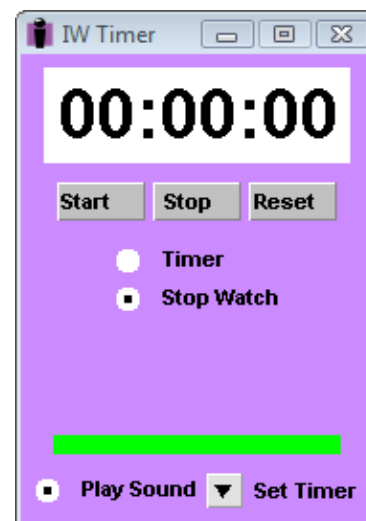 IW Timer
00:00:00
Start Stop Reset
Timer
Stop Watch
Play Sound Set Timer